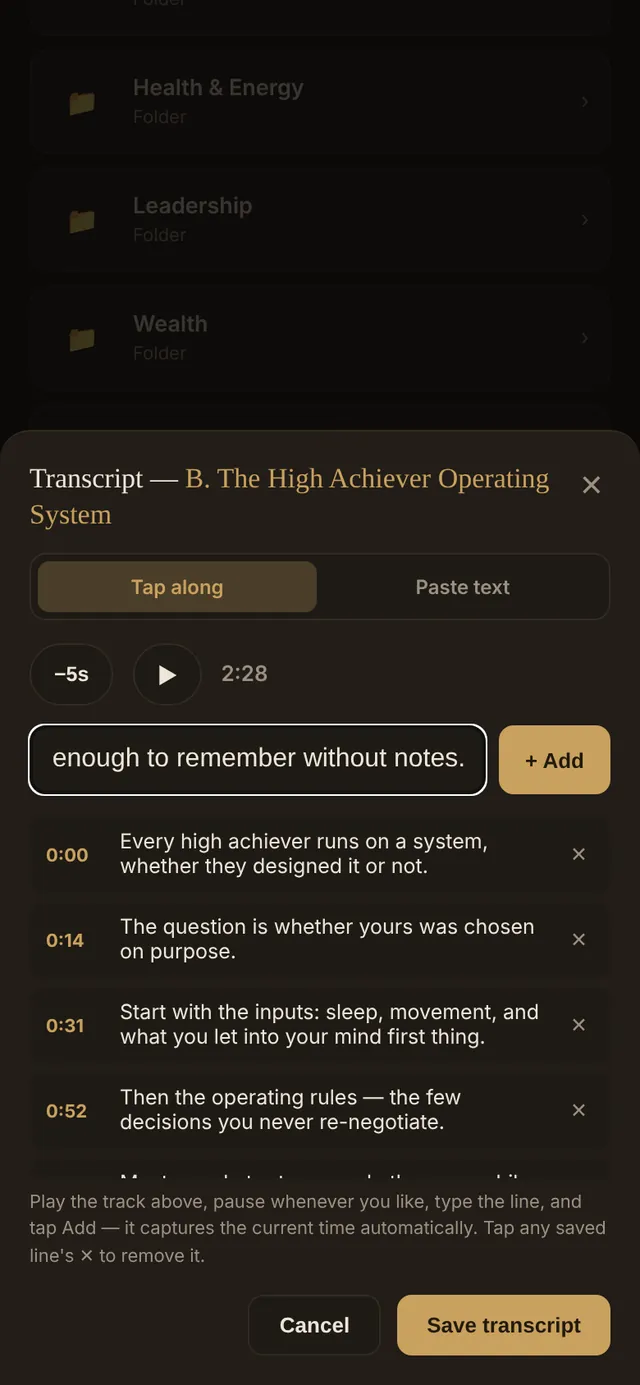 Folder
Health & Energy
Folder
›
Leadership
Folder
›
Wealth
Folder
›
Transcript — B. The High Achiever Operating
System
✕
Tap along
Paste text
−5s
▶
2:28
enough to remember without notes.
+ Add
0:00
Every high achiever runs on a system,
whether they designed it or not.
✕
0:14
The question is whether yours was chosen
on purpose.
✕
0:31
Start with the inputs: sleep, movement, and
what you let into your mind first thing.
✕
0:52
Then the operating rules — the few
decisions you never re-negotiate.
✕
Play the track above, pause whenever you like, type the line, and
tap Add — it captures the current time automatically. Tap any saved
line's ✕ to remove it.
Cancel
Save transcript